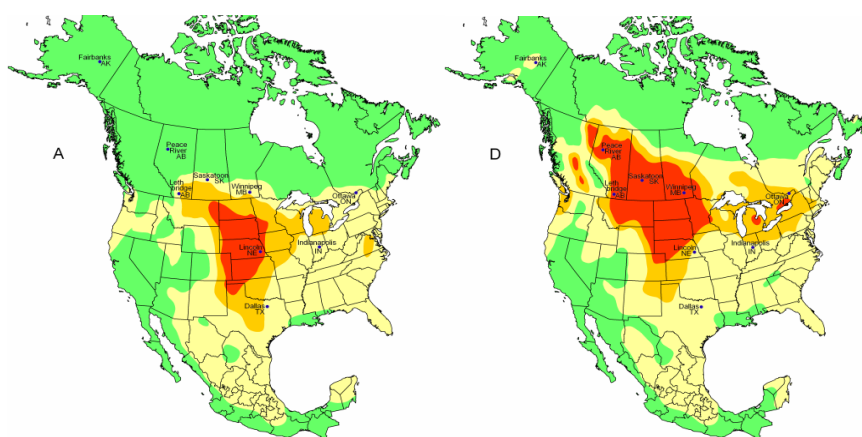 A
Fairbanks
AK
Peace
River
AB
Saskatoon
SK
Leth
bridge
AB
Winnipeg
MB
Ottawa
ON
Lincoln
NE
Indianapolis
IN
Dallas
TX
D
Fairbanks
AK
Peace
River
AB
Saskatoon
SK
Leth
bridge
AB
Winnipeg
MB
Ottawa
ON
Lincoln
NE
Indianapolis
IN
Dallas
TX